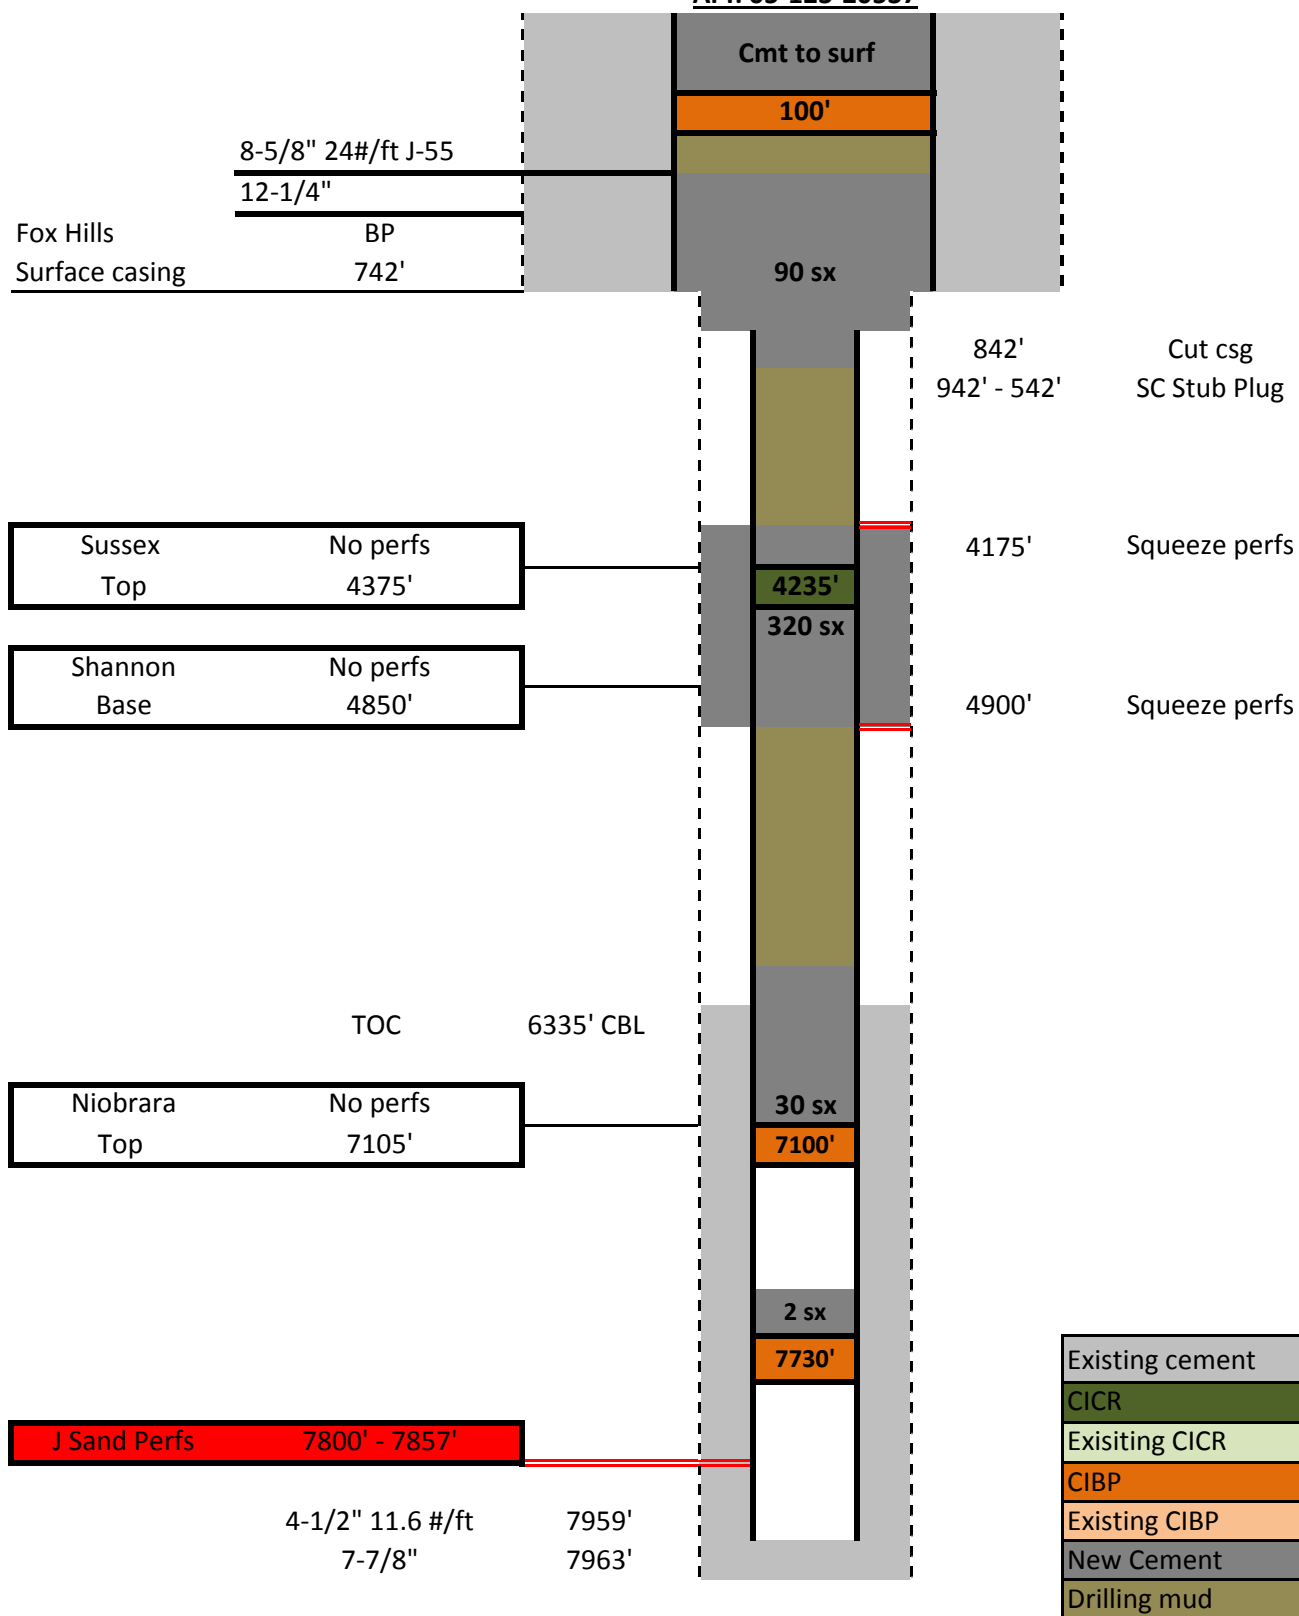 Cmt to surf
100'
8-5/8" 24#/ft J-55
12-1/4"
Fox Hills BP
Surface casing 742'
90 sx
842' Cut csg
942' - 542' SC Stub Plug
Sussex No perfs
Top 4375'
4175' Squeeze perfs
4235'
320 sx
Shannon No perfs
Base 4850'
4900' Squeeze perfs
TOC 6335' CBL
Niobrara No perfs
Top 7105'
30 sx
7100'
2 sx
7730'
J Sand Perfs 7800' - 7857'
4-1/2" 11.6 #/ft 7959'
7-7/8" 7963'
Existing cement
CICR
Exisiting CICR
CIBP
Existing CIBP
New Cement
Drilling mud